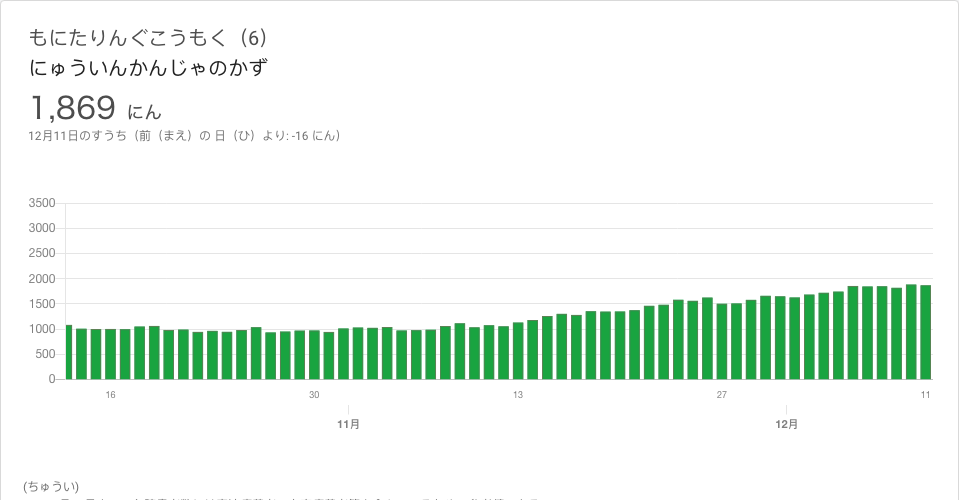 もにたりんぐこうもく（6）
にゅういんかんじゃのかず
1,869 にん
12月11日のすうち（前（まえ）の 日（ひ）より: -16 にん）
3500
3000
2500
2000
1500
1000
500
0
16
30
13
27
11
11月
12月
(ちゅうい)